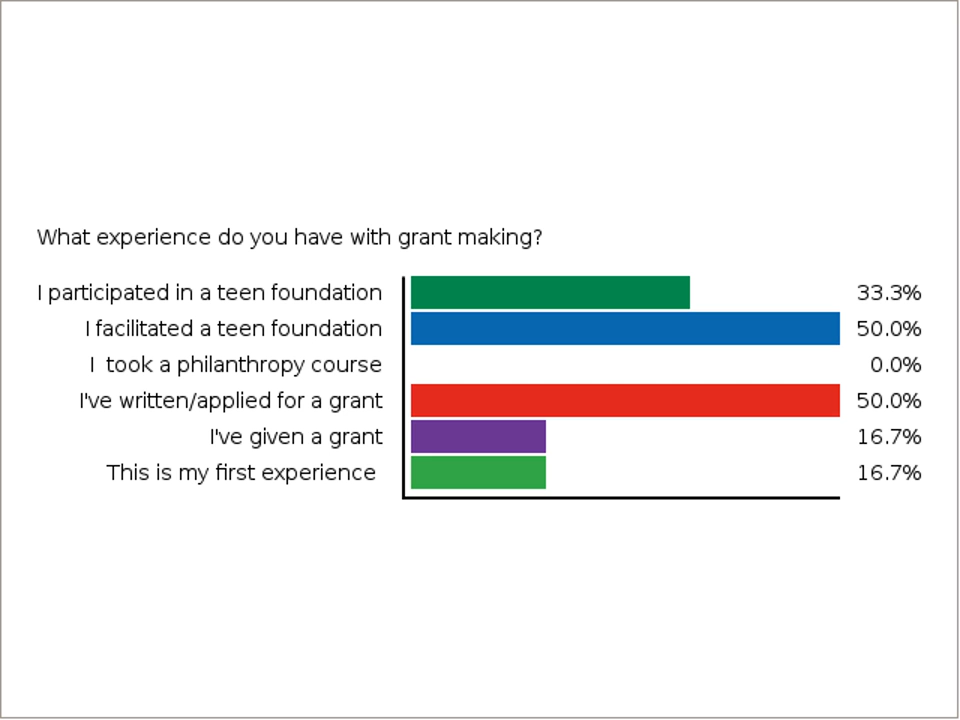 What experience do you have with grant making?
I participated in a teen foundation 33.3%
I facilitated a teen foundation 50.0%
I  took a philanthropy course 0.0%
I've written/applied for a grant 50.0%
I've given a grant 16.7%
This is my first experience 16.7%